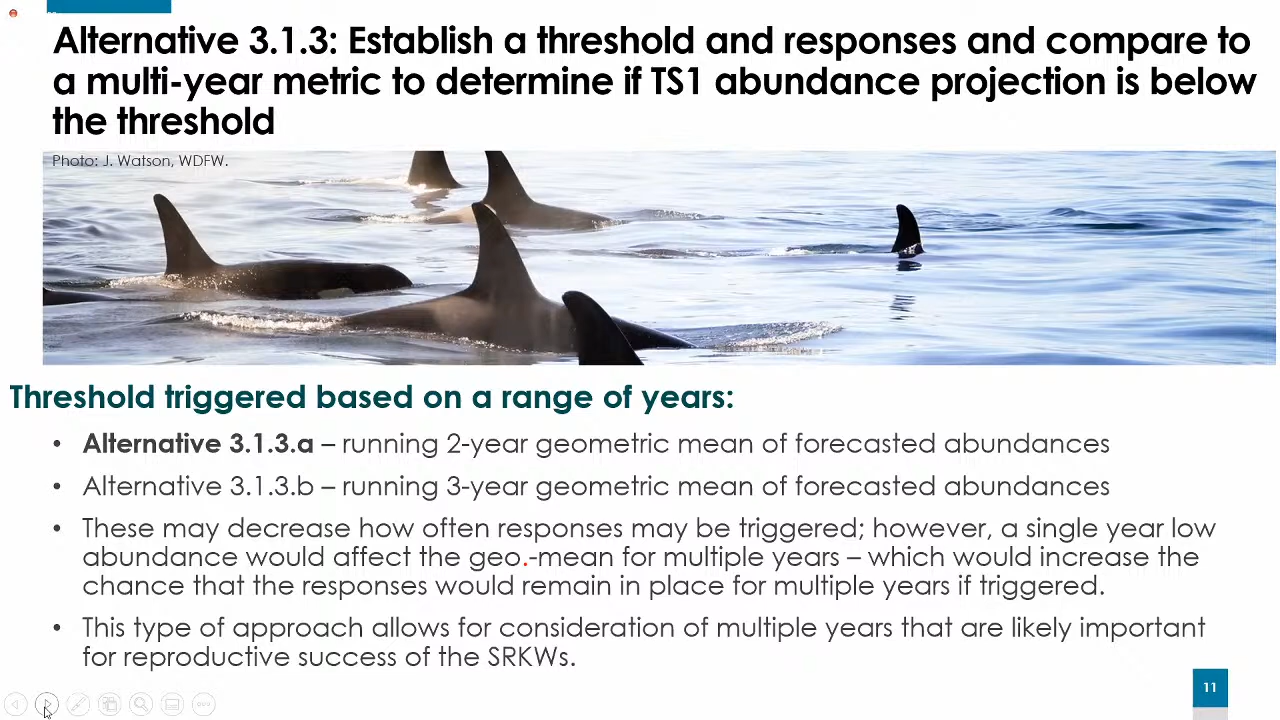 Alternative 3.1.3: Establish a threshold and responses and compare to
a multi-year metric to determine if TS1 abundance projection is below
the threshold
Photo: J. Watson, WDFW.
Threshold triggered based on a range of years:
• Alternative 3.1.3.a – running 2-year geometric mean of forecasted abundances
• Alternative 3.1.3.b – running 3-year geometric mean of forecasted abundances
• These may decrease how often responses may be triggered; however, a single year low
abundance would affect the geo.-mean for multiple years – which would increase the
chance that the responses would remain in place for multiple years if triggered.
• This type of approach allows for consideration of multiple years that are likely important
for reproductive success of the SRKWs.
11